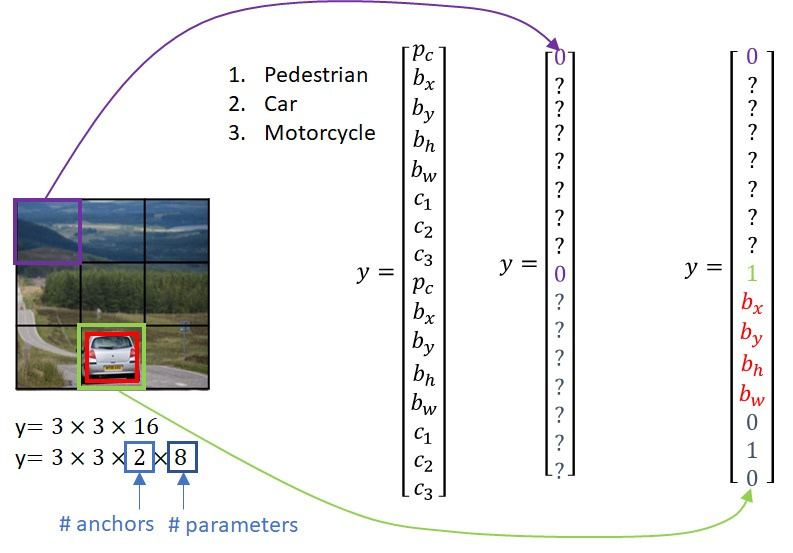 1. Pedestrian
2. Car
3. Motorcycle
y =
p_c
b_x
b_y
b_h
b_w
c_1
c_2
c_3
p_c
b_x
b_y
b_h
b_w
c_1
c_2
c_3
y =
0
?
?
?
?
?
?
?
0
?
?
?
?
?
?
?
y =
0
?
?
?
?
?
?
?
1
b_x
b_y
b_h
b_w
0
1
0
y= 3 × 3 × 16
y= 3 × 3 × 2 × 8
# anchors # parameters